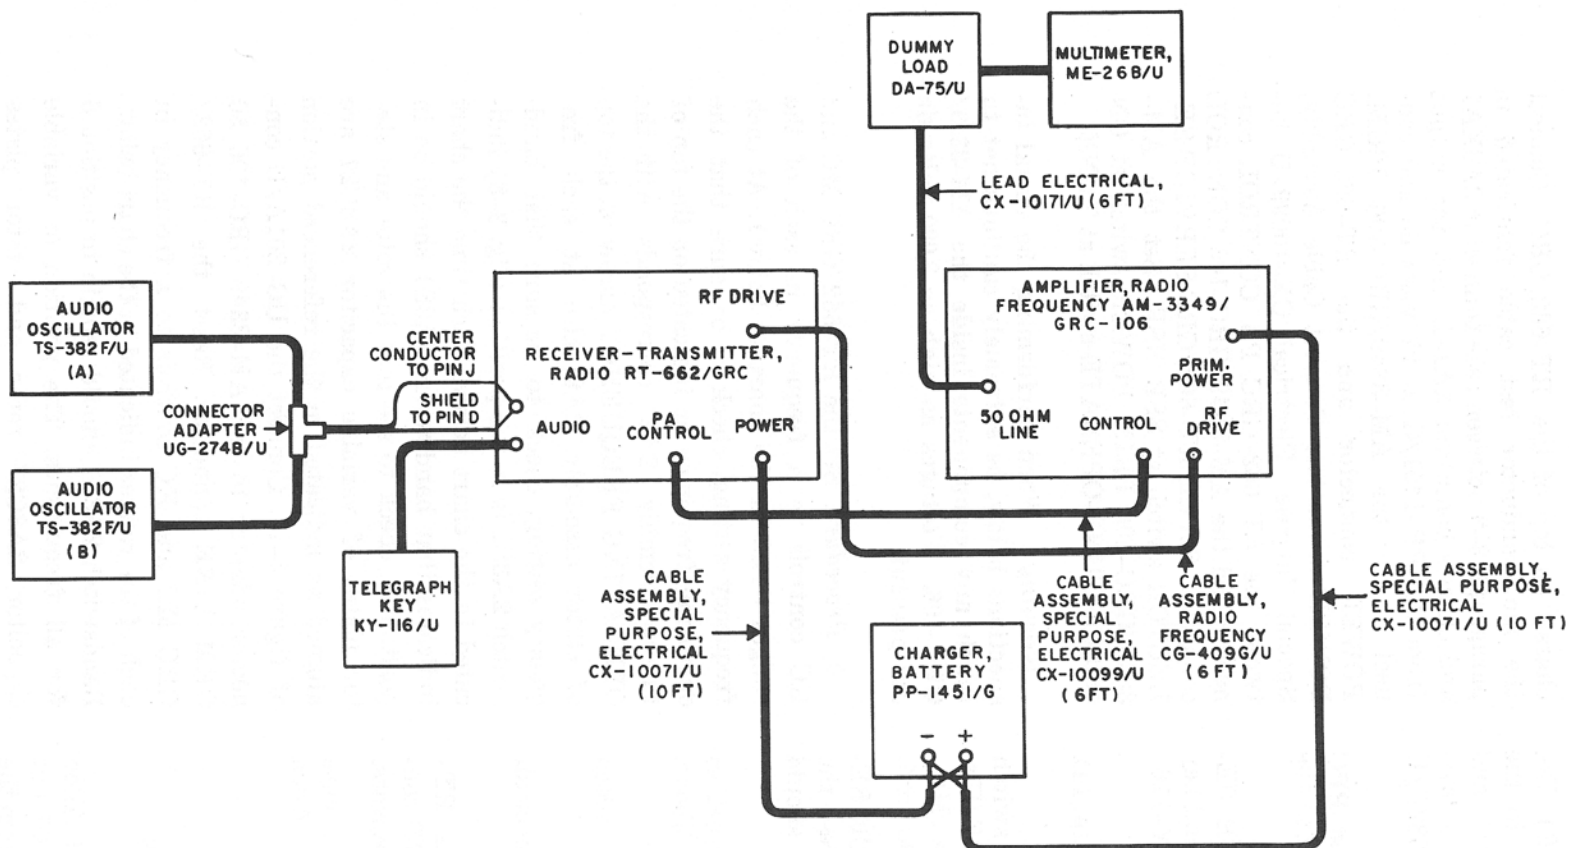 DUMMY
LOAD
DA-75/U
MULTIMETER,
ME-26B/U
LEAD ELECTRICAL,
CX-10171/U (6FT)
AUDIO
OSCILLATOR
TS-382F/U
(A)
CONNECTOR
ADAPTER
UG-274B/U
AUDIO
OSCILLATOR
TS-382F/U
(B)
CENTER
CONDUCTOR
TO PIN J
SHIELD
TO PIN D
RF DRIVE
RECEIVER-TRANSMITTER,
RADIO RT-662/GRC
AUDIO
PA
CONTROL
POWER
AMPLIFIER, RADIO
FREQUENCY AM-3349/
GRC-106
PRIM.
POWER
50 OHM
LINE
CONTROL
RF
DRIVE
TELEGRAPH
KEY
KY-116/U
CABLE
ASSEMBLY,
SPECIAL
PURPOSE,
ELECTRICAL
CX-10071/U
(10FT)
CHARGER,
BATTERY
PP-1451/G
- +
CABLE
ASSEMBLY,
SPECIAL
PURPOSE,
ELECTRICAL
CX-10099/U
(6FT)
CABLE
ASSEMBLY,
RADIO
FREQUENCY
CG-409G/U
(6FT)
CABLE ASSEMBLY,
SPECIAL PURPOSE,
ELECTRICAL
CX-10071/U (10 FT)